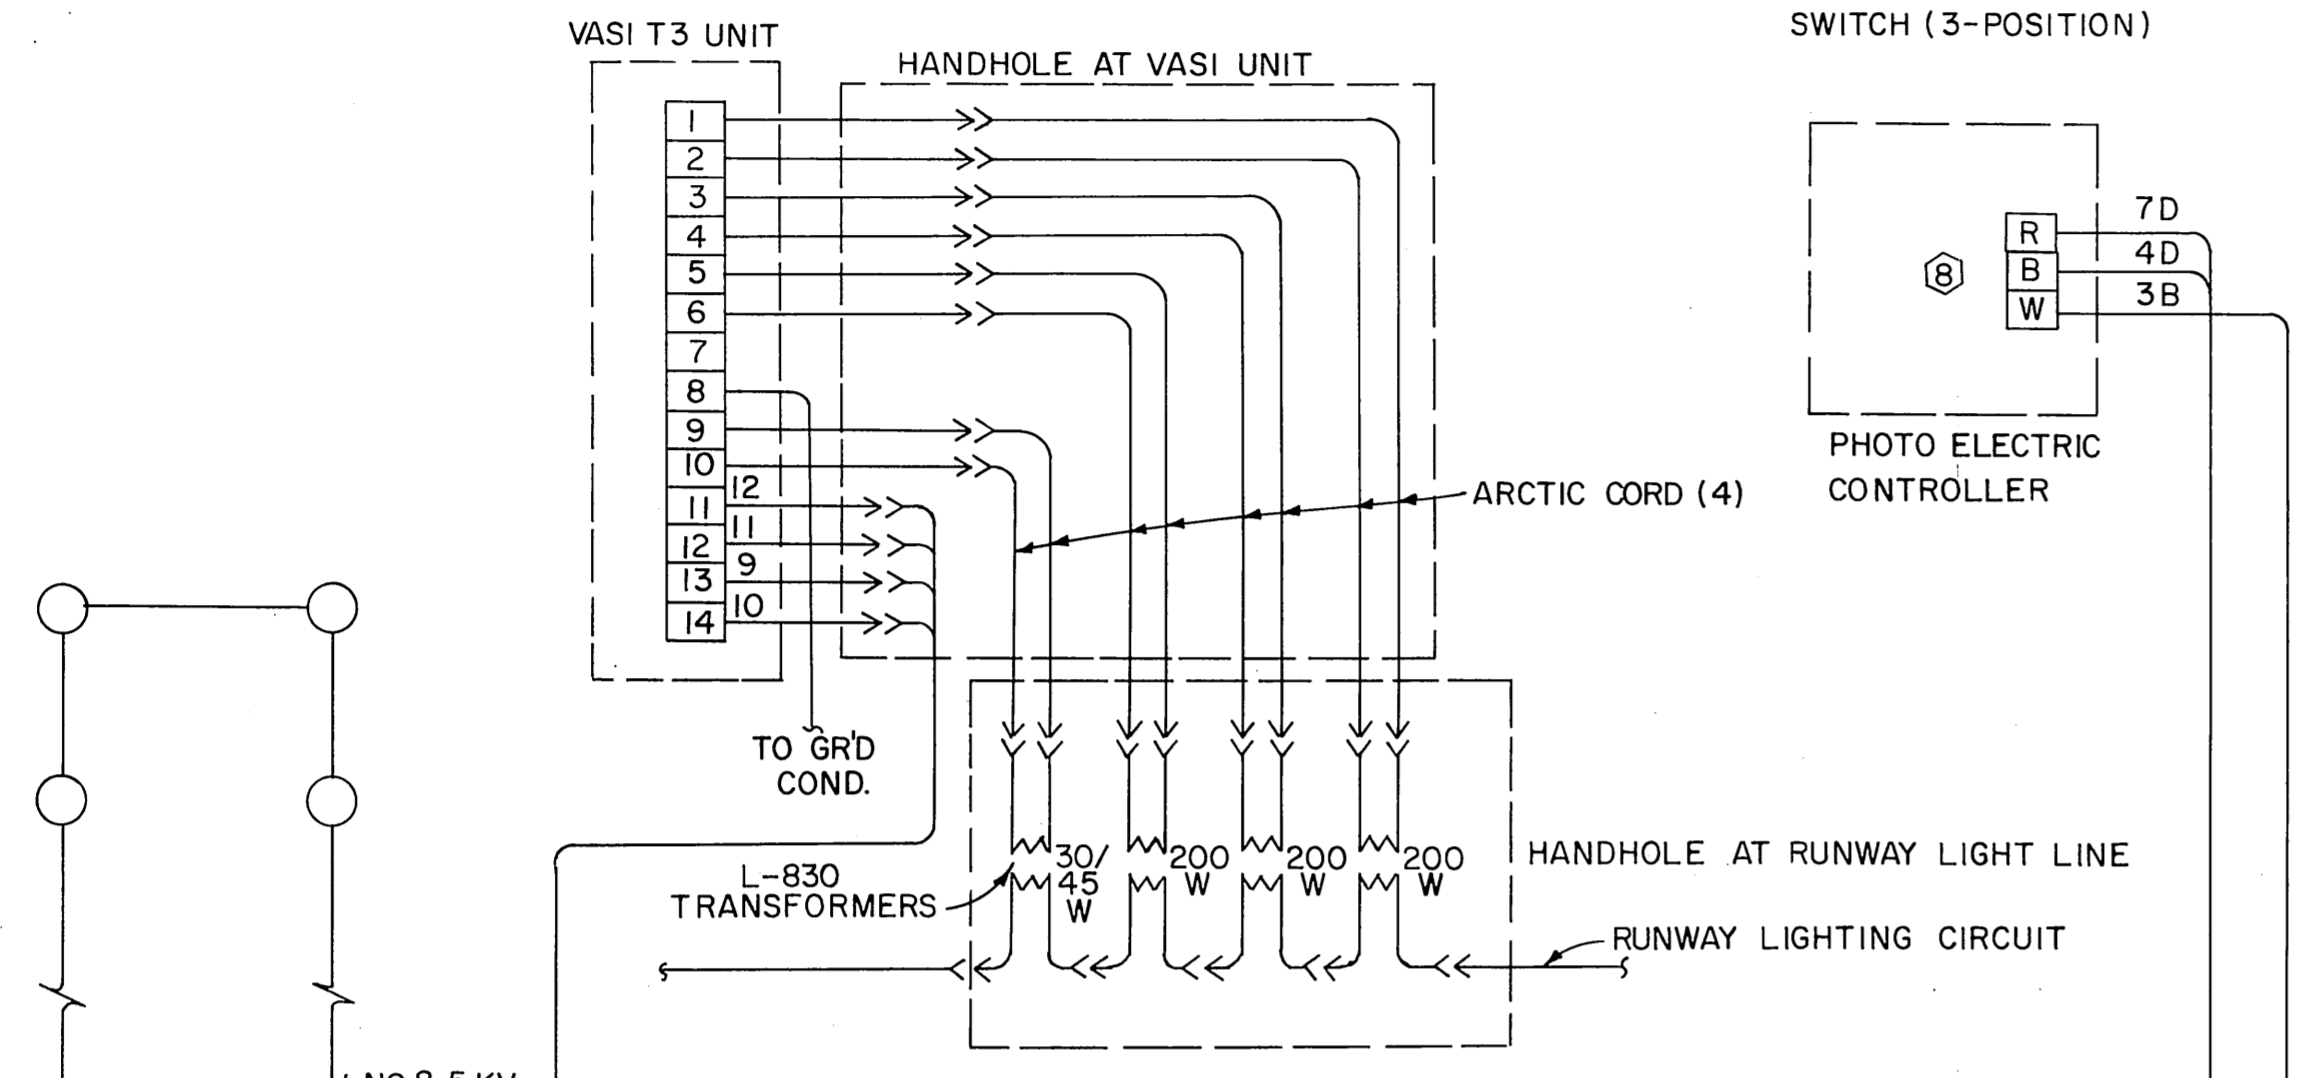 VASI T3 UNIT
HANDHOLE AT VASI UNIT
SWITCH (3-POSITION)
1
2
3
4
5
6
7
8
9
10
11
12
13
14
12
11
9
10
TO GR'D
COND.
ARCTIC CORD (4)
8
R
B
W
7D
4D
3B
PHOTO ELECTRIC
CONTROLLER
L-830
TRANSFORMERS
30/
45
W
200
W
200
W
200
W
HANDHOLE AT RUNWAY LIGHT LINE
RUNWAY LIGHTING CIRCUIT